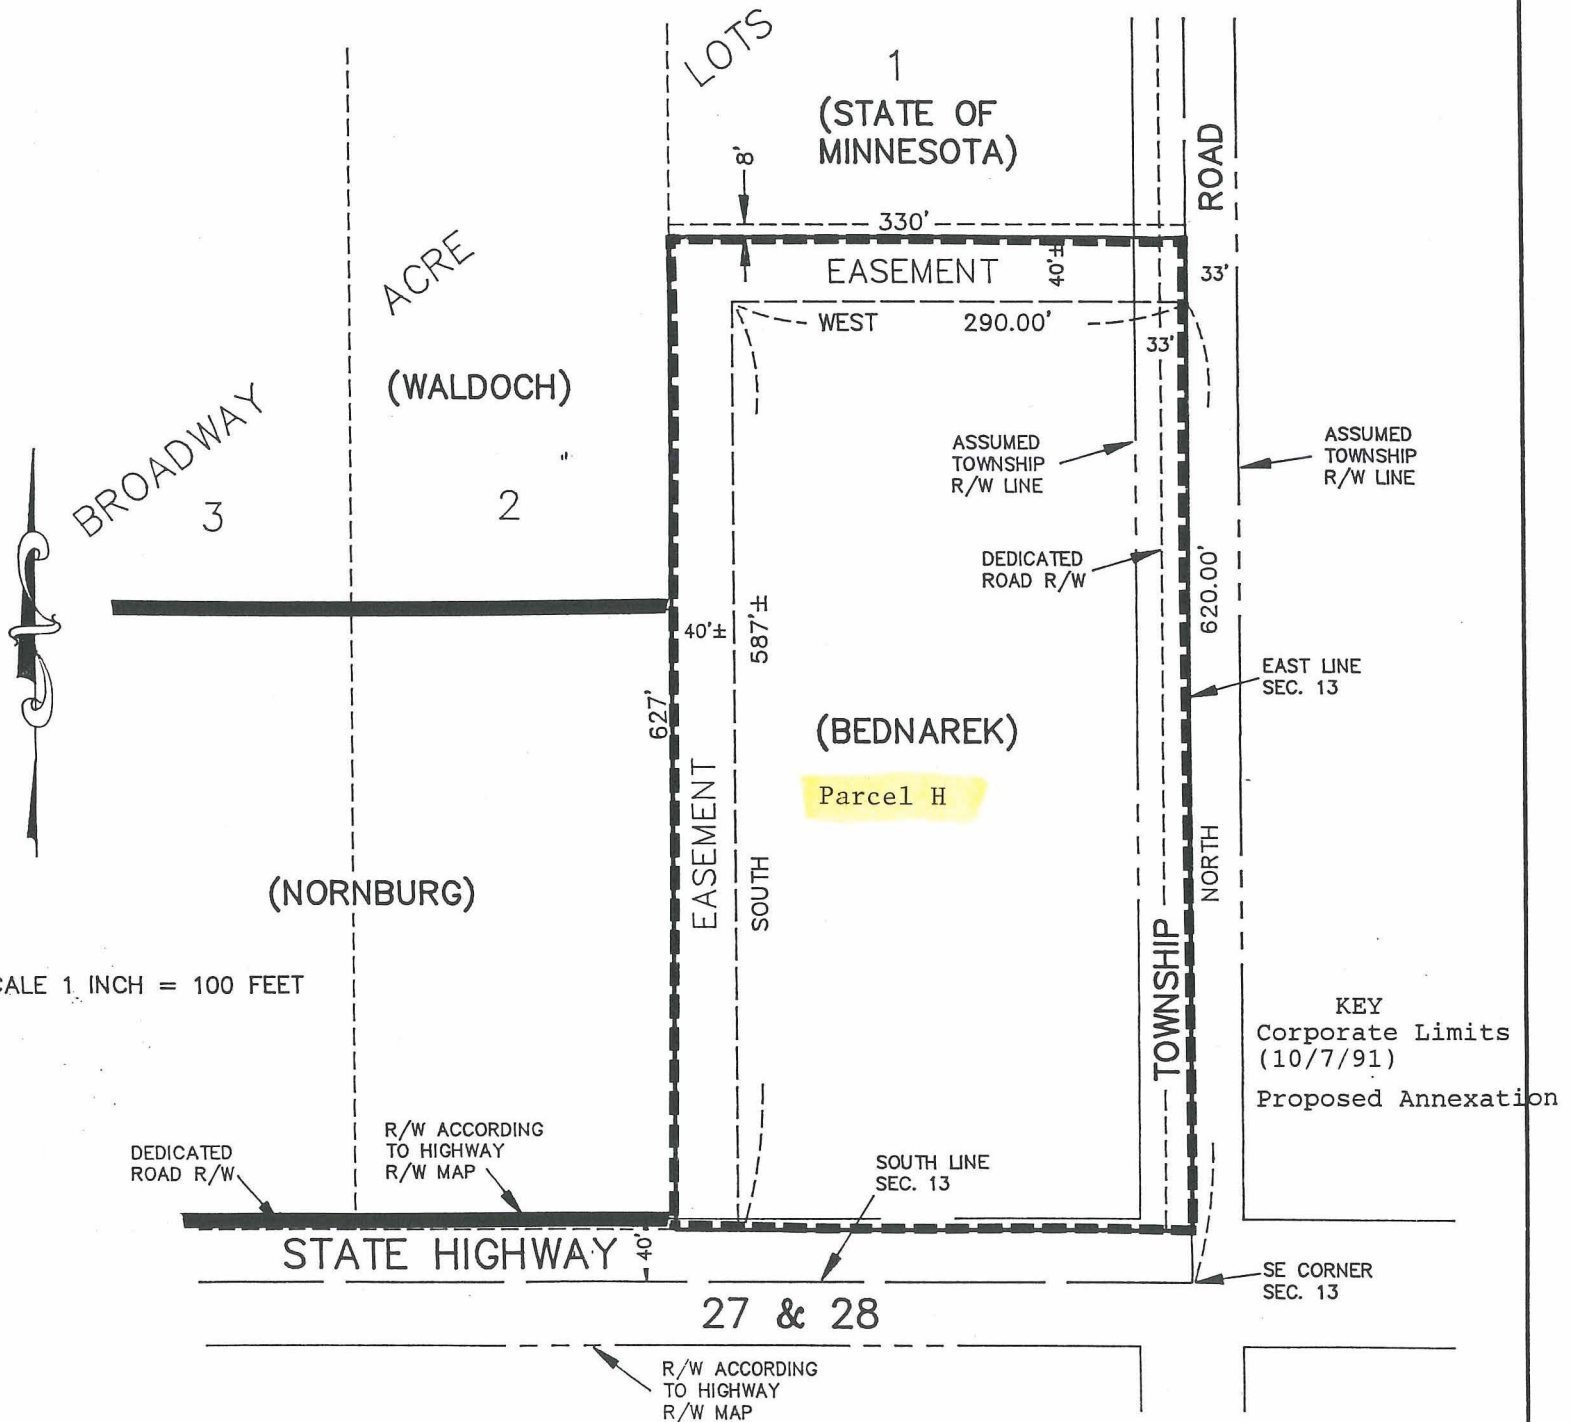 LOTS
1
(STATE OF
MINNESOTA)
ROAD
8'
330'
EASEMENT
40'±
33'
ACRE
WEST 290.00'
33'
(WALDOCH)
BROADWAY
3
2
ASSUMED
TOWNSHIP
R/W LINE
ASSUMED
TOWNSHIP
R/W LINE
DEDICATED
ROAD R/W
620.00'
40'±
587'±
EAST LINE
SEC. 13
627'
(BEDNAREK)
Parcel H
EASEMENT
SOUTH
NORTH
(NORNBURG)
TOWNSHIP
CALE 1 INCH = 100 FEET
KEY
Corporate Limits
(10/7/91)
Proposed Annexation
DEDICATED
ROAD R/W
R/W ACCORDING
TO HIGHWAY
R/W MAP
SOUTH LINE
SEC. 13
STATE HIGHWAY
40'
SE CORNER
SEC. 13
27 & 28
R/W ACCORDING
TO HIGHWAY
R/W MAP